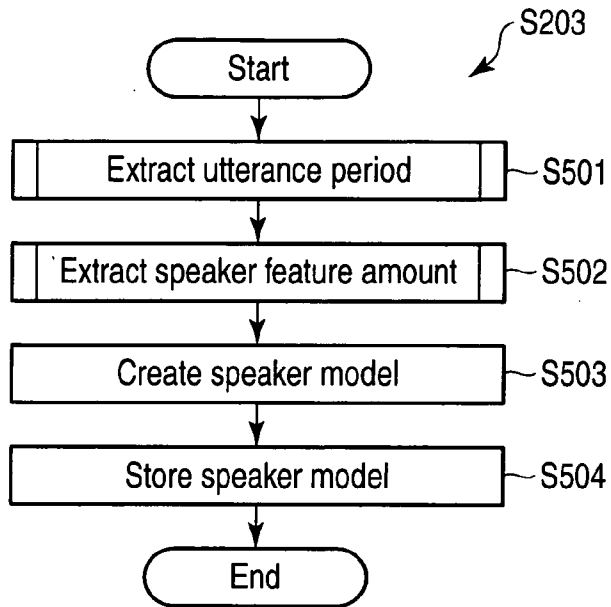 S203
Start
Extract utterance period S501
Extract speaker feature amount S502
Create speaker model S503
Store speaker model S504
End